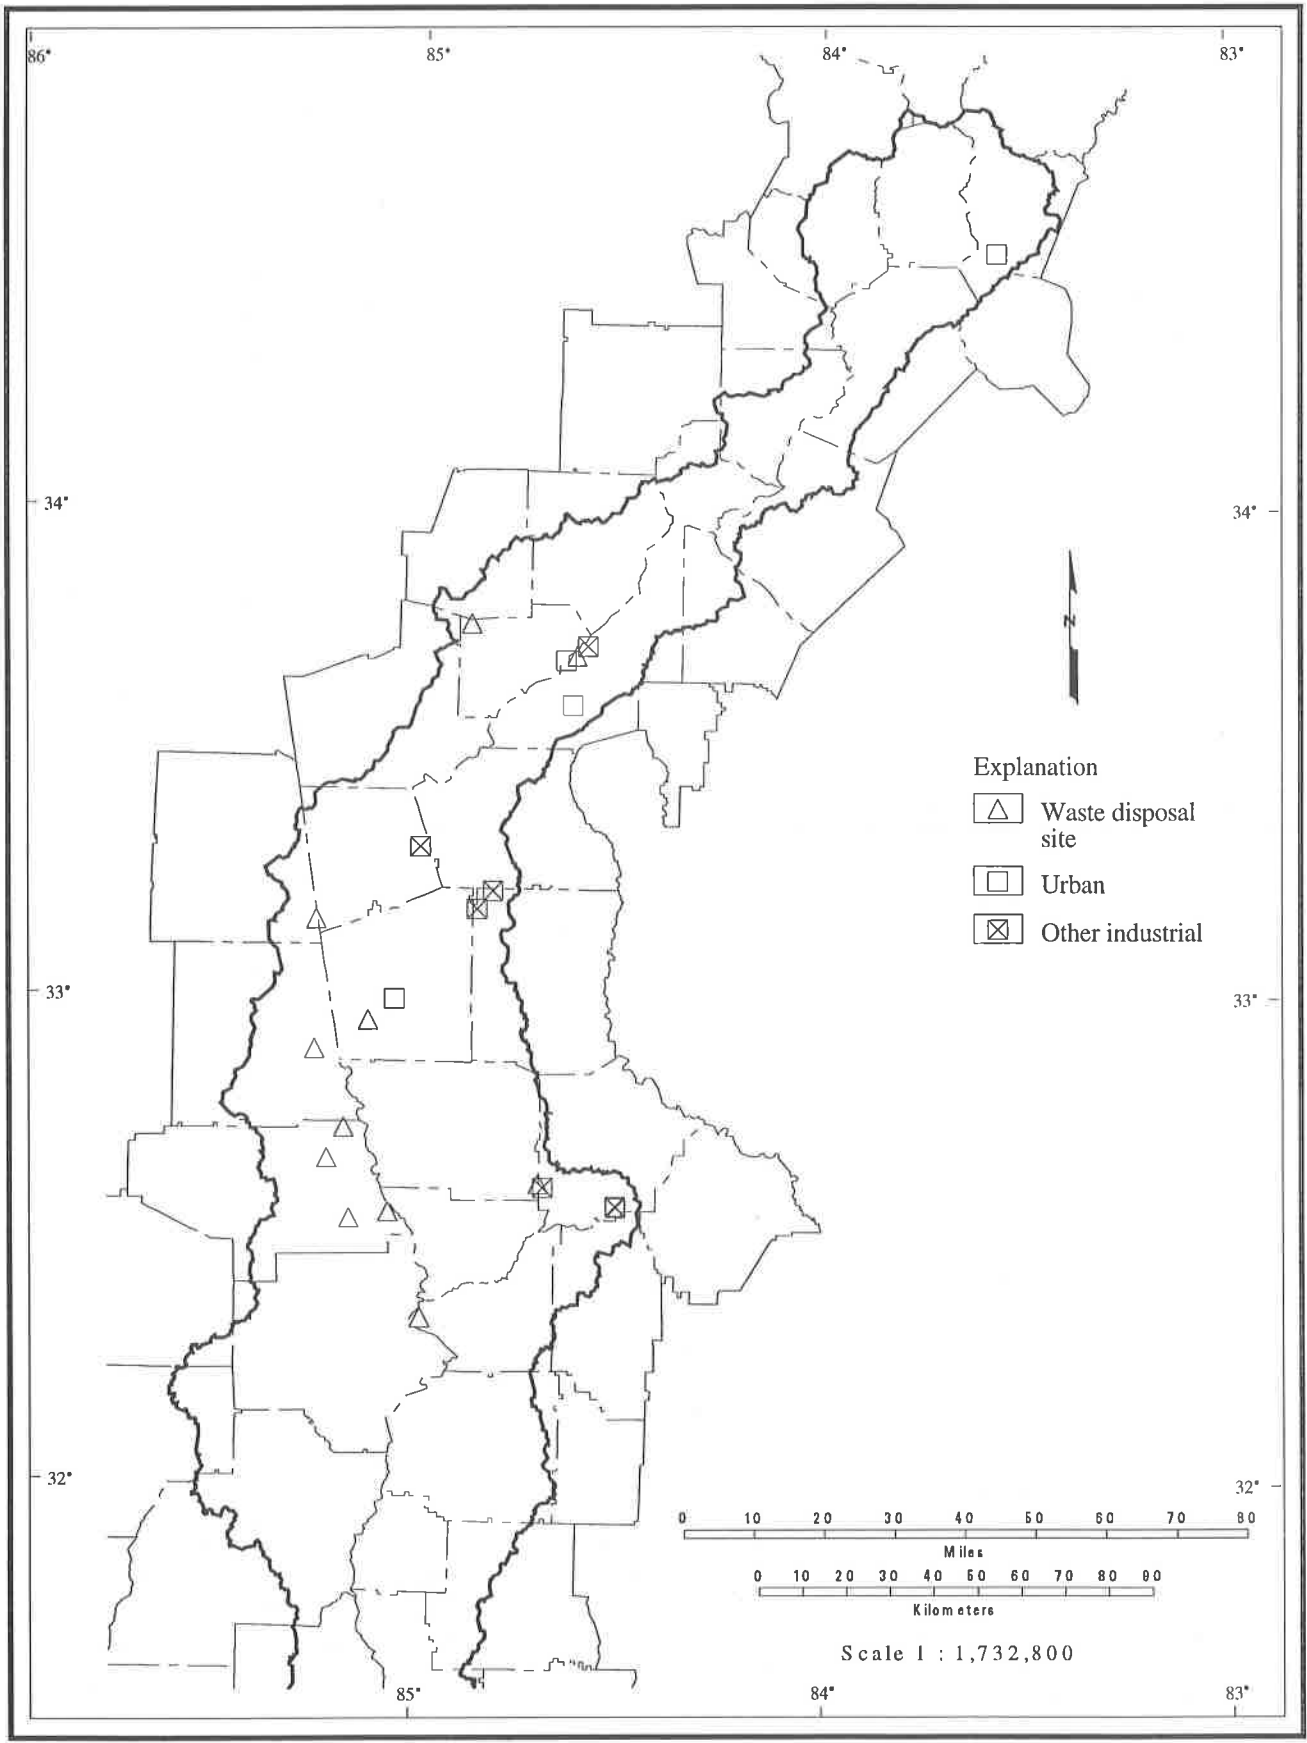 86° 85° 84° 83°
34° 34°
N
Explanation
Waste disposal
site
Urban
Other industrial
33° 33°
32° 32°
0 10 20 30 40 50 60 70 80
Miles
0 10 20 30 40 50 60 70 80 90
Kilometers
Scale 1 : 1,732,800
85° 84° 83°